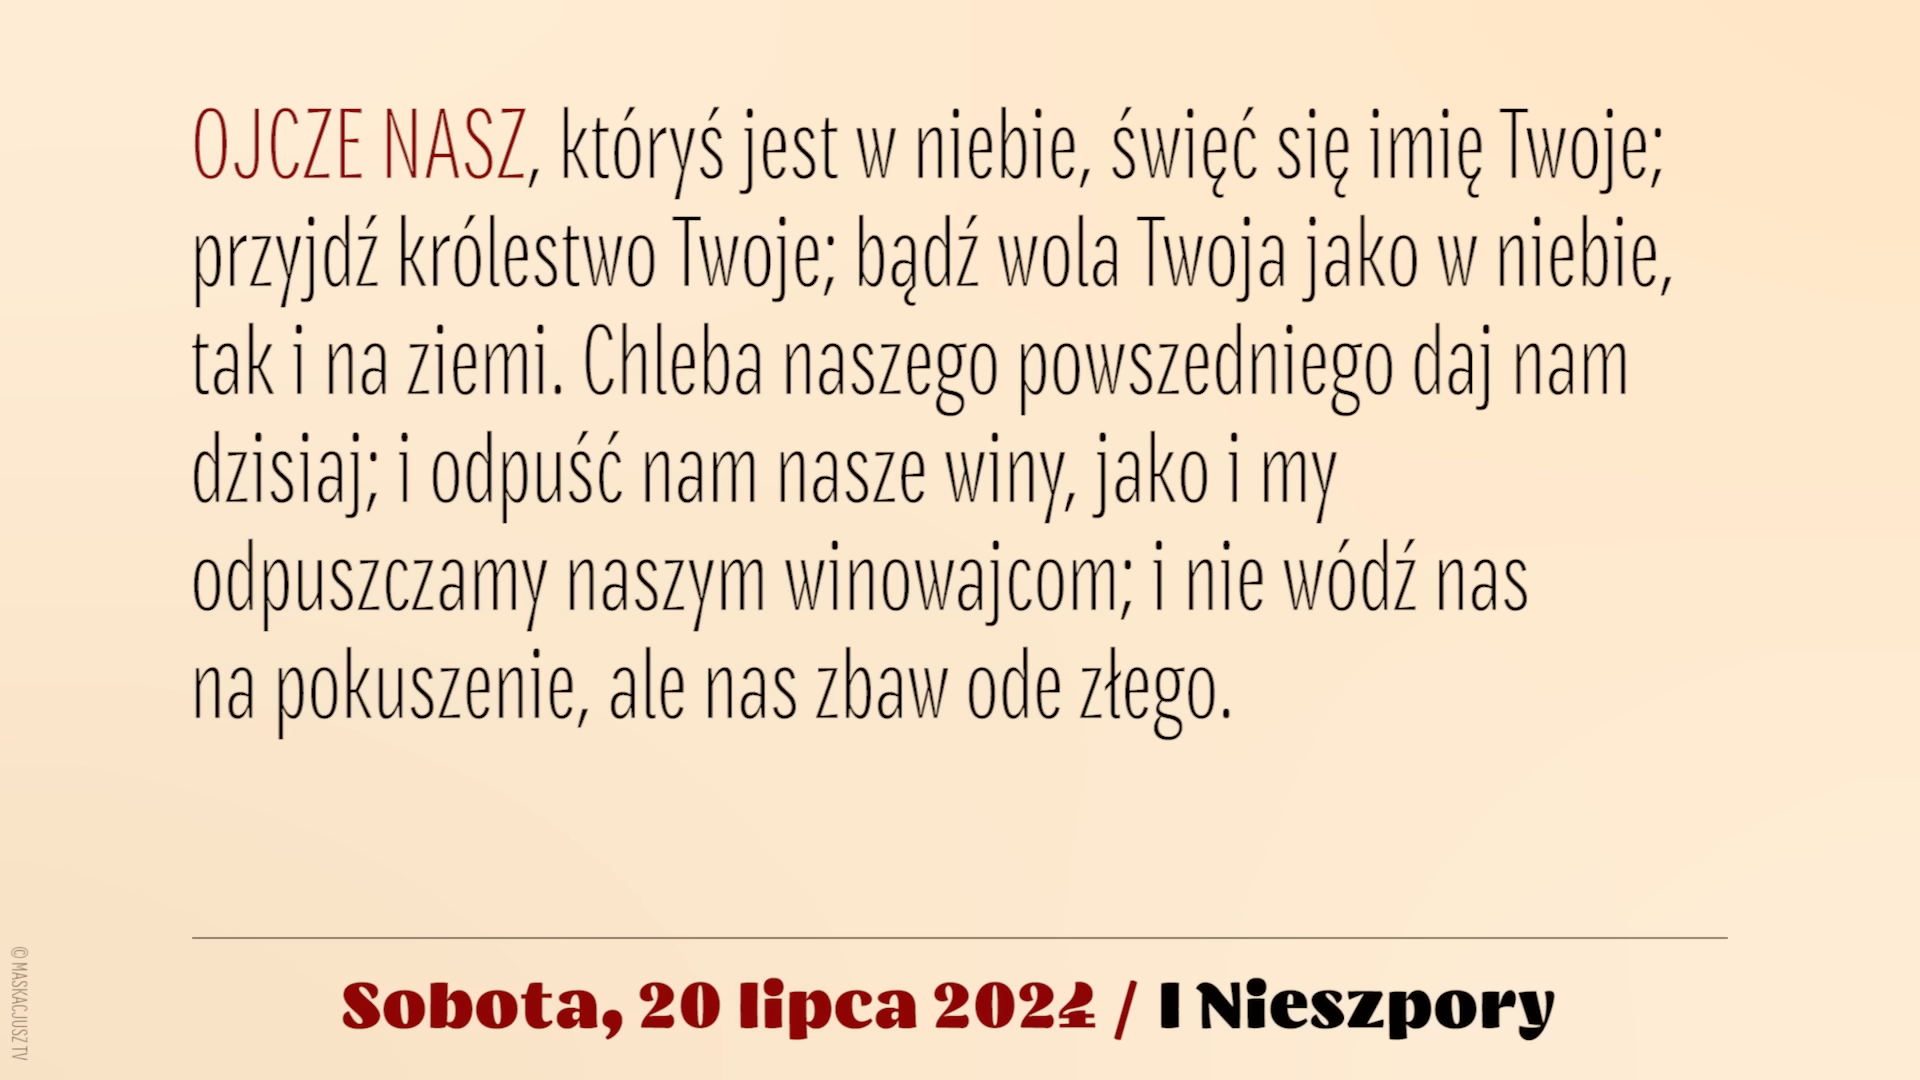 OJCZE NASZ, któryś jest w niebie, święć się imię Twoje;
przyjdź królestwo Twoje; bądź wola Twoja jako w niebie,
tak i na ziemi. Chleba naszego powszedniego daj nam
dzisiaj; i odpuść nam nasze winy, jako i my
odpuszczamy naszym winowajcom; i nie wódź nas
na pokuszenie, ale nas zbaw ode złego.
Sobota, 20 lipca 2024 / I Nieszpory
© MASKACJUSZ TV